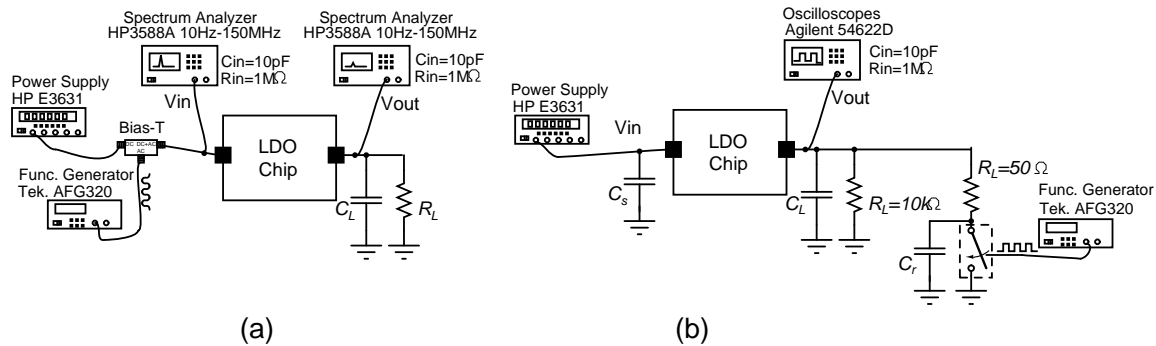 Spectrum Analyzer
HP3588A 10Hz-150MHz
Cin=10pF
Rin=1MΩ
Spectrum Analyzer
HP3588A 10Hz-150MHz
Cin=10pF
Rin=1MΩ
Power Supply
HP E3631
Vin
Vout
Bias-T
DC DC+AC
AC
LDO
Chip
Func. Generator
Tek. AFG320
CL
RL
(a)
Oscilloscopes
Agilent 54622D
Cin=10pF
Rin=1MΩ
Power Supply
HP E3631
Vin
Vout
LDO
Chip
Cs
CL
RL=10kΩ
RL=50 Ω
Func. Generator
Tek. AFG320
Cr
(b)